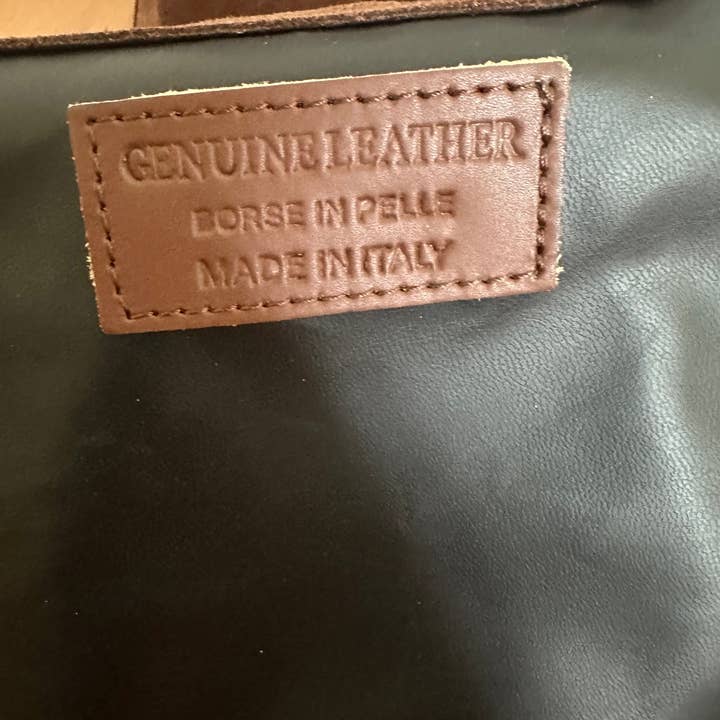 GENUINE LEATHER
BORSE IN PELLE
MADE IN ITALY